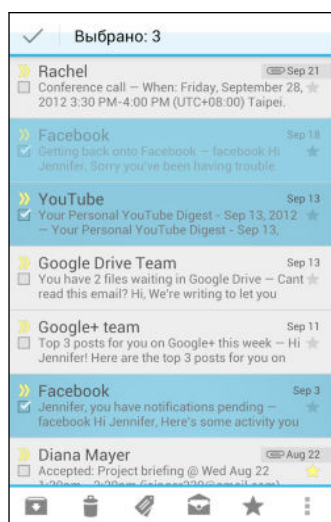 Выбрано: 3
Rachel Sep 21
Conference call – When: Friday, September 28,
2012 3:30 PM-4:00 PM (UTC+08:00) Taipei.
Facebook Sep 18
Getting back onto Facebook – facebook Hi
Jennifer, Sorry you've been having trouble
YouTube Sep 13
Your Personal YouTube Digest - Sep 13, 2012
– Your Personal YouTube Digest - Sep 13,
Google Drive Team Sep 13
You have 2 files waiting in Google Drive – Cant
read this email? Hi, We're writing to let you
Google+ team Sep 11
Top 3 posts for you on Google+ this week – Hi
Jennifer! Here are the top 3 posts for you on
Facebook Sep 3
Jennifer, you have notifications pending –
facebook Hi Jennifer, Here's some activity you
Diana Mayer Aug 22
Accepted: Project briefing @ Wed Aug 22